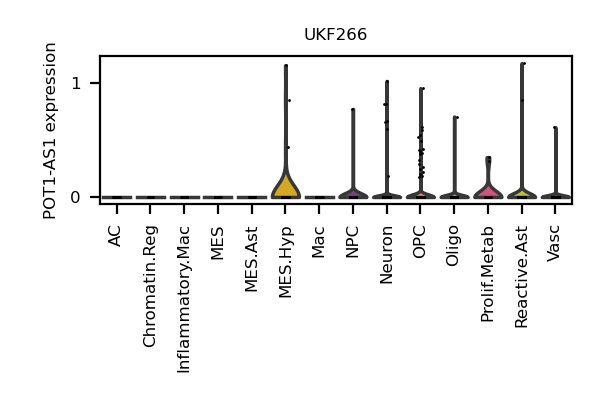 UKF266
POT1-AS1 expression
1
0
AC
Chromatin.Reg
Inflammatory.Mac
MES
MES.Ast
MES.Hyp
Mac
NPC
Neuron
OPC
Oligo
Prolif.Metab
Reactive.Ast
Vasc